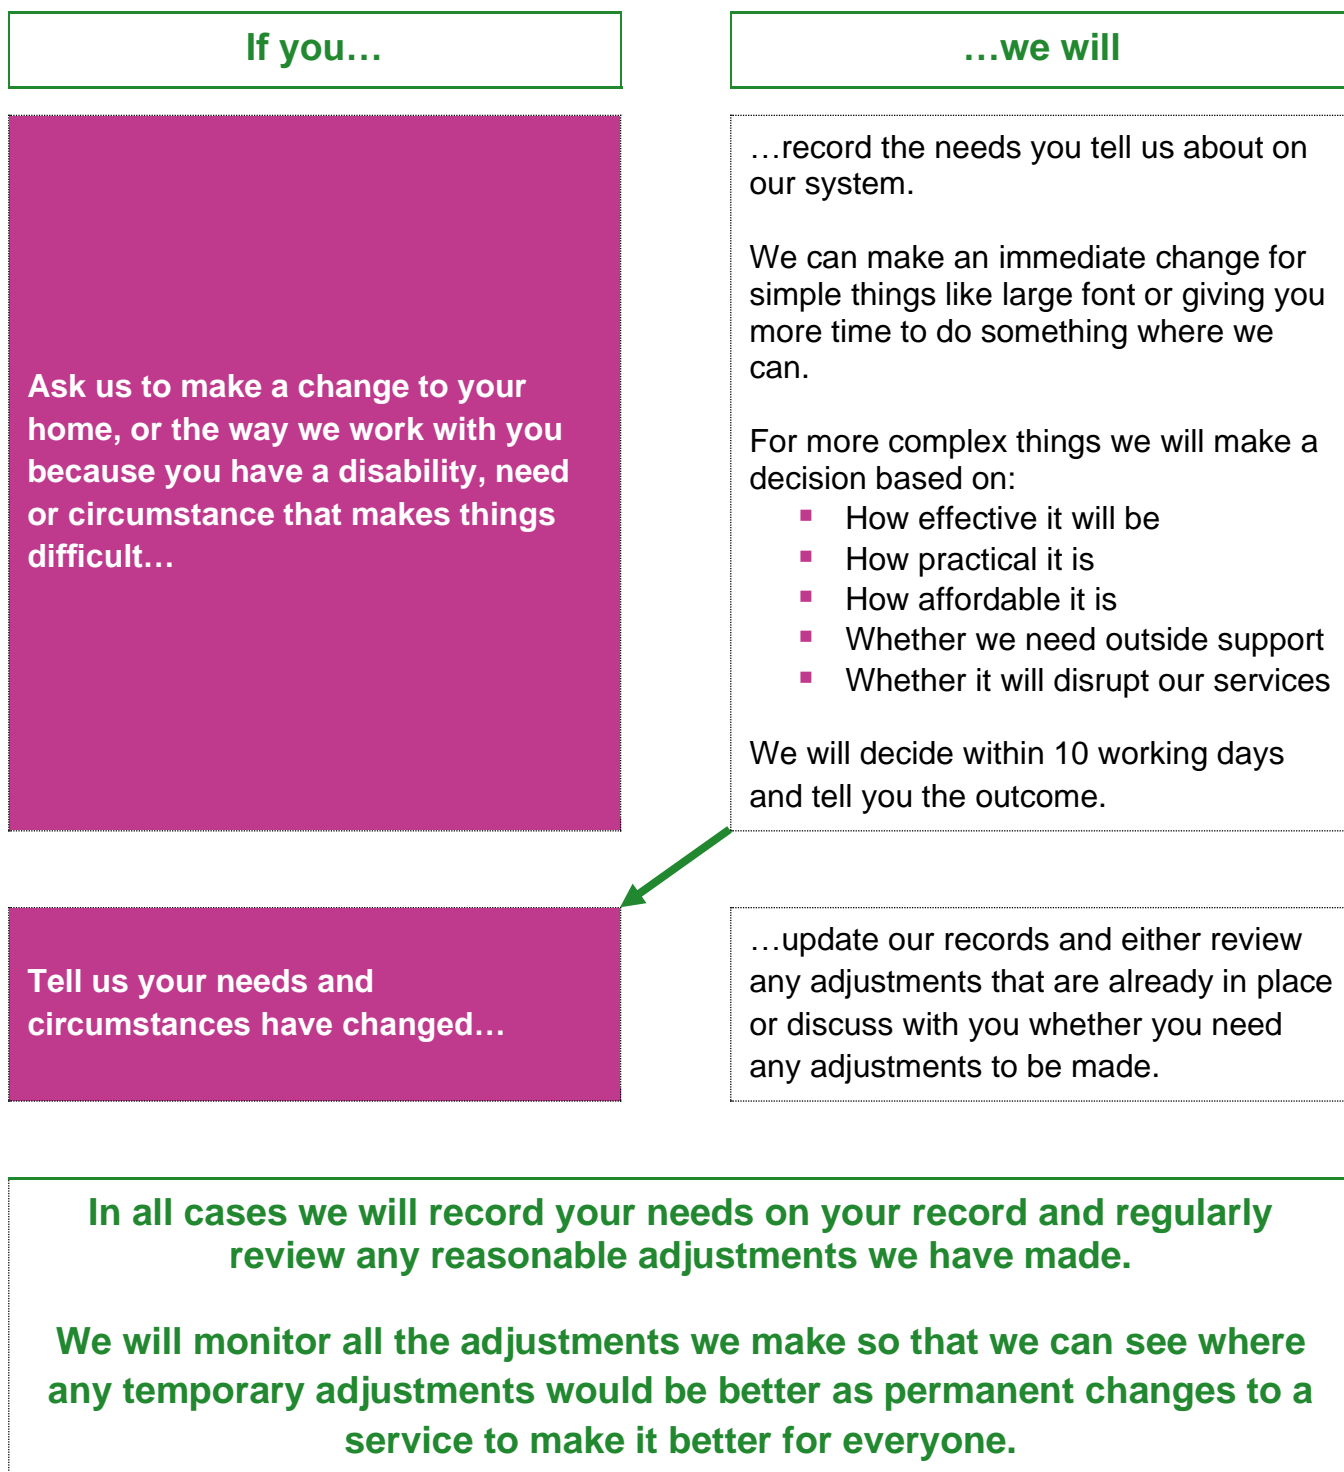 If you…
…we will
Ask us to make a change to your
home, or the way we work with you
because you have a disability, need
or circumstance that makes things
difficult…
…record the needs you tell us about on
our system.
We can make an immediate change for
simple things like large font or giving you
more time to do something where we
can.
For more complex things we will make a
decision based on:
▪ How effective it will be
▪ How practical it is
▪ How affordable it is
▪ Whether we need outside support
▪ Whether it will disrupt our services
We will decide within 10 working days
and tell you the outcome.
Tell us your needs and
circumstances have changed…
…update our records and either review
any adjustments that are already in place
or discuss with you whether you need
any adjustments to be made.
In all cases we will record your needs on your record and regularly
review any reasonable adjustments we have made.
We will monitor all the adjustments we make so that we can see where
any temporary adjustments would be better as permanent changes to a
service to make it better for everyone.